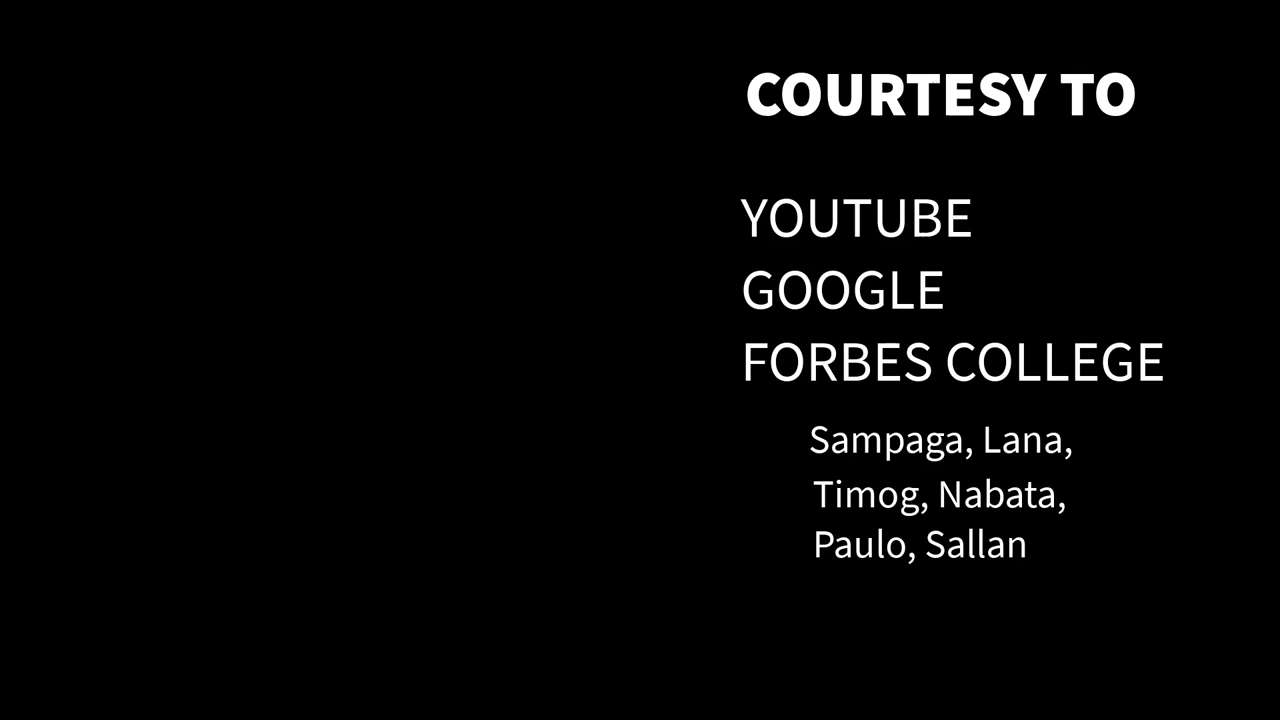 COURTESY TO
YOUTUBE
GOOGLE
FORBES COLLEGE
Sampaga, Lana,
Timog, Nabata,
Paulo, Sallan